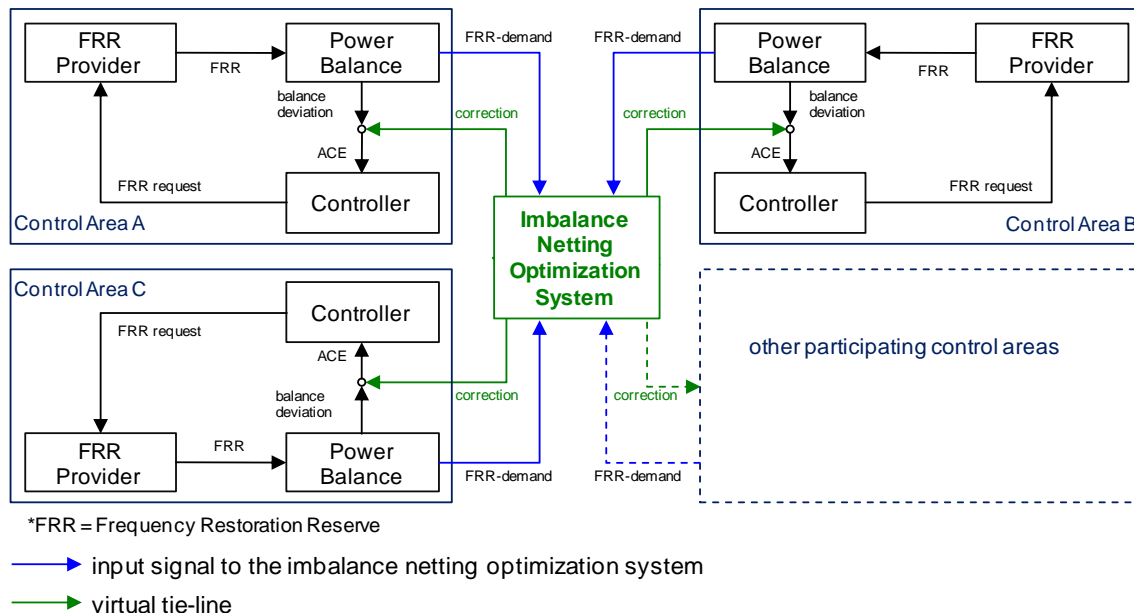 FRR
Provider
FRR
Power
Balance
FRR-demand
balance
deviation
correction
ACE
FRR request
Controller
Control Area A
FRR-demand
Power
Balance
FRR
FRR
Provider
balance
deviation
correction
ACE
FRR request
Controller
Control Area B
Imbalance
Netting
Optimization
System
Control Area C
Controller
FRR request
ACE
balance
deviation
correction
FRR
Provider
FRR
Power
Balance
FRR-demand
other participating control areas
correction
FRR-demand
*FRR = Frequency Restoration Reserve
input signal to the imbalance netting optimization system
virtual tie-line